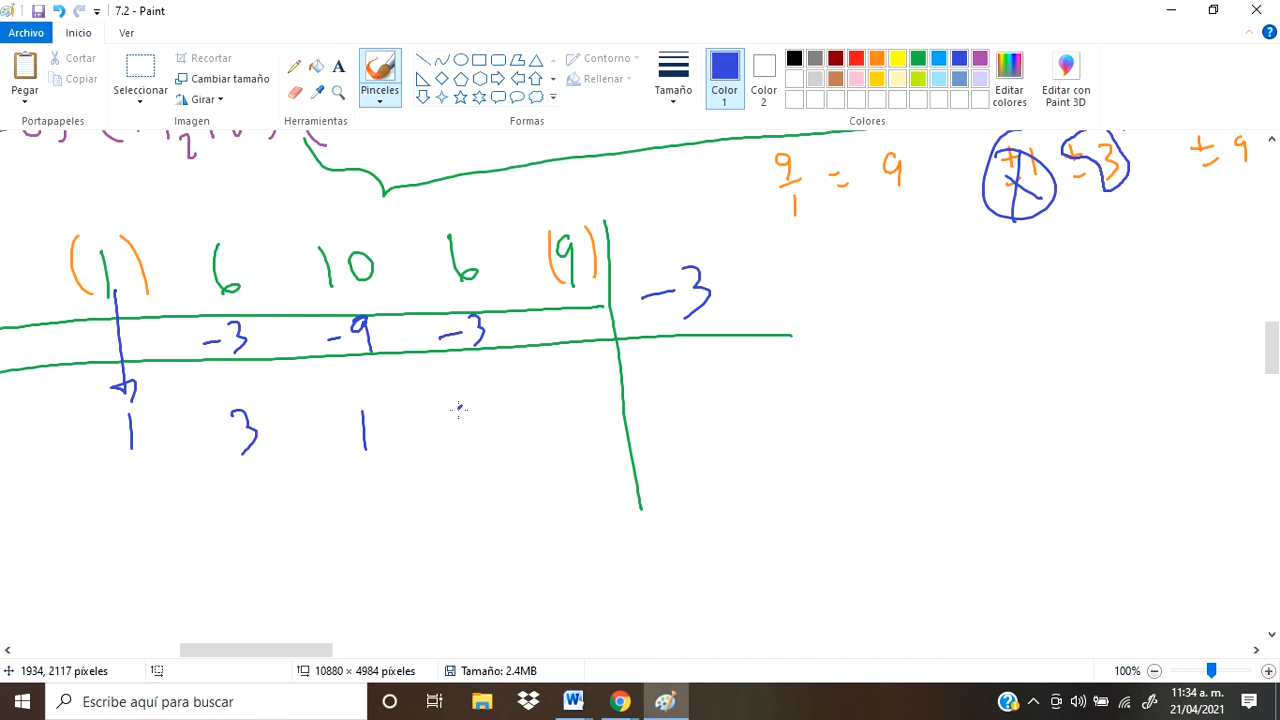 7.2 - Paint
Archivo Inicio Ver
Pegar
Cortar
Copiar
Portapapeles
Seleccionar
Recortar
Cambiar tamaño
Girar
Imagen
A
Herramientas
Pinceles
Contorno
Rellenar
Formas
Tamaño
Color 1
Color 2
Editar colores
Editar con Paint 3D
Colores
9/1 = 9 ±1 ±3 ±9
(1) 6 10 6 (9) -3
-3 -9 -3
1 3 1
1934, 2117 píxeles 10880 × 4984 píxeles Tamaño: 2.4MB 100%
Escribe aquí para buscar
11:34 a. m.
21/04/2021